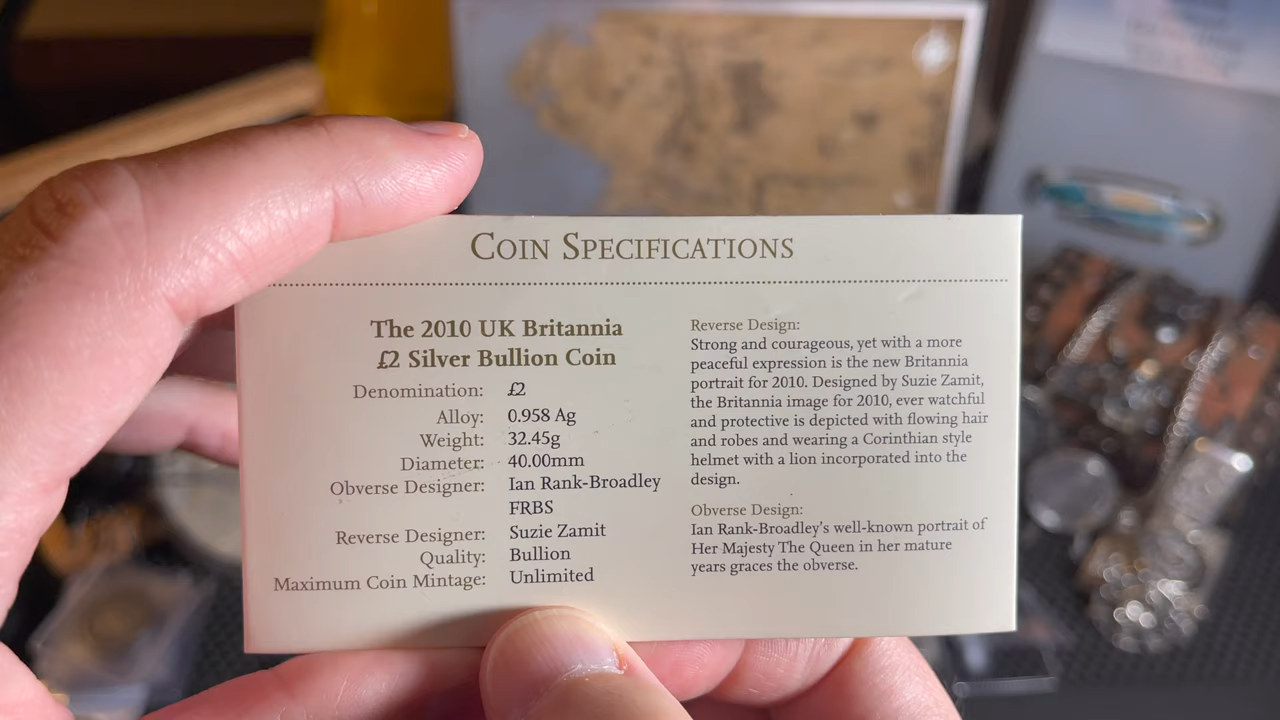 COIN SPECIFICATIONS
The 2010 UK Britannia
£2 Silver Bullion Coin
Denomination: £2
Alloy: 0.958 Ag
Weight: 32.45g
Diameter: 40.00mm
Obverse Designer: Ian Rank-Broadley
FRBS
Reverse Designer: Suzie Zamit
Quality: Bullion
Maximum Coin Mintage: Unlimited
Reverse Design:
Strong and courageous, yet with a more
peaceful expression is the new Britannia
portrait for 2010. Designed by Suzie Zamit,
the Britannia image for 2010, ever watchful
and protective is depicted with flowing hair
and robes and wearing a Corinthian style
helmet with a lion incorporated into the
design.
Obverse Design:
Ian Rank-Broadley's well-known portrait of
Her Majesty The Queen in her mature
years graces the obverse.